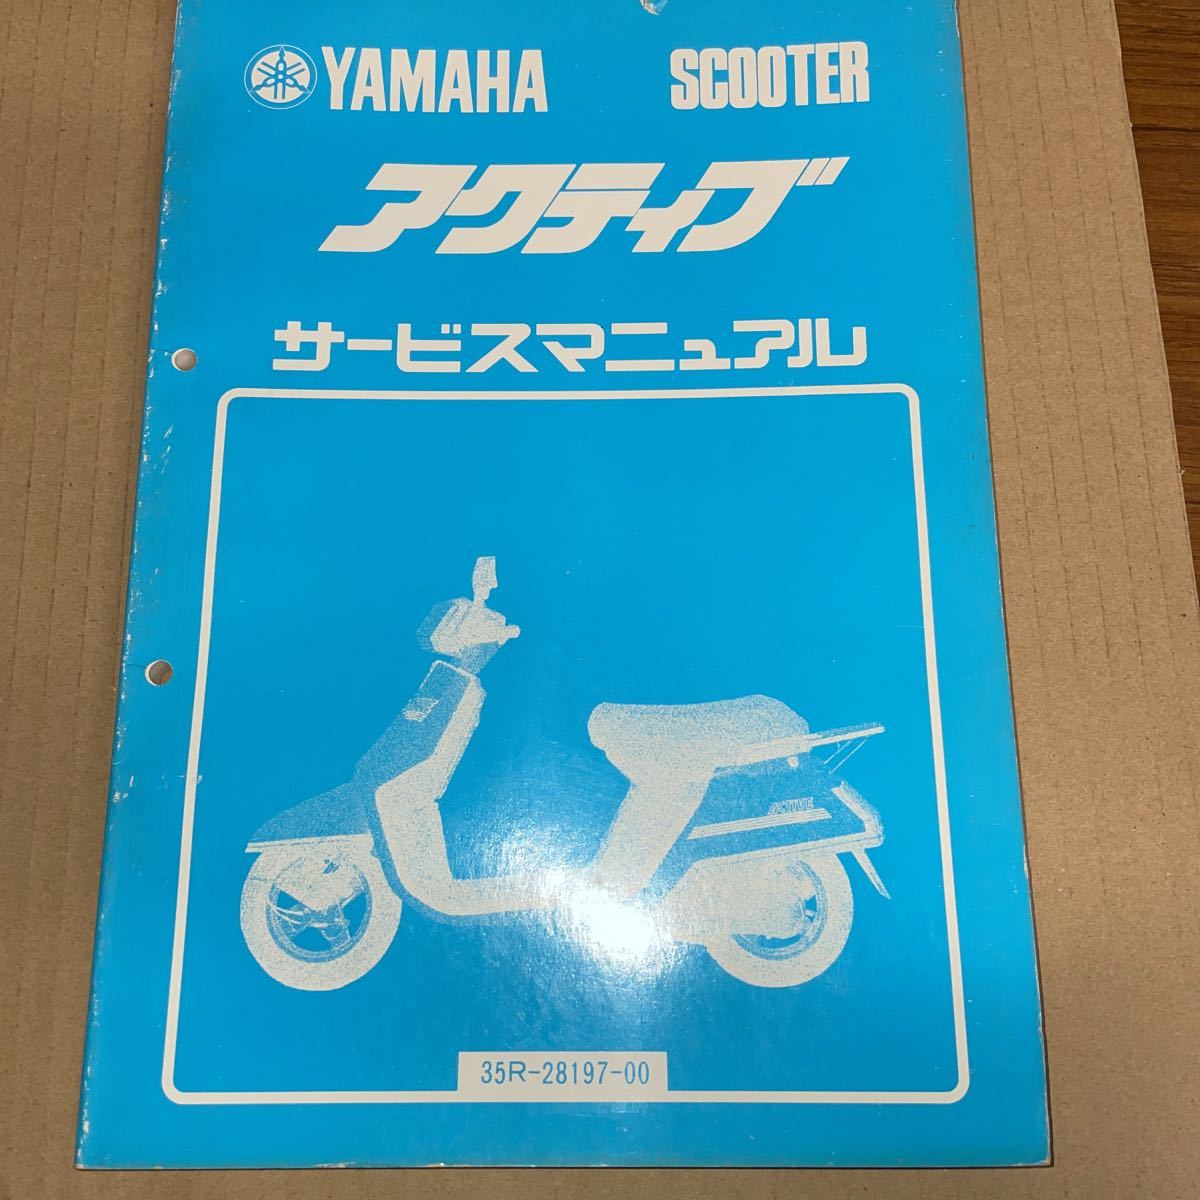 YAMAHA SCOOTER
アクティブ
サービスマニュアル
ACTIVE
35R-28197-00